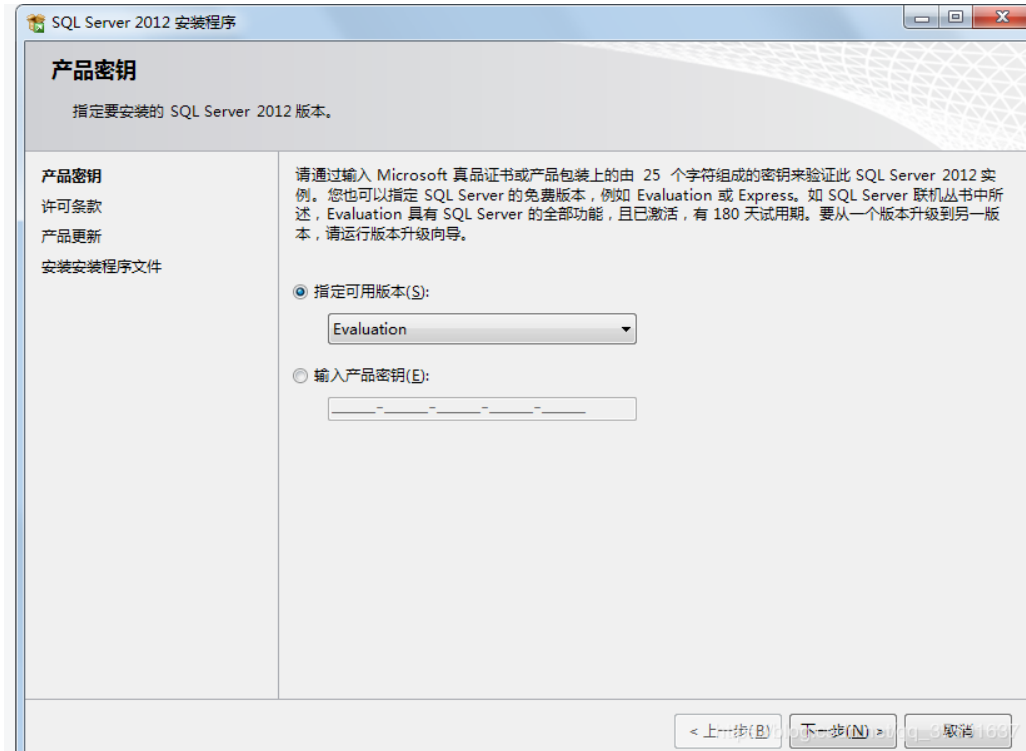 SQL Server 2012 安装程序
产品密钥
指定要安装的 SQL Server 2012 版本。
产品密钥
许可条款
产品更新
安装安装程序文件
请通过输入 Microsoft 真品证书或产品包装上的由 25 个字符组成的密钥来验证此 SQL Server 2012 实
例。您也可以指定 SQL Server 的免费版本，例如 Evaluation 或 Express。如 SQL Server 联机丛书中所
述，Evaluation 具有 SQL Server 的全部功能，且已激活，有 180 天试用期。要从一个版本升级到另一版
本，请运行版本升级向导。
指定可用版本(S):
Evaluation
输入产品密钥(E):
_____-_____-_____-_____-_____
< 上一步(B) 下一步(N) > 取消